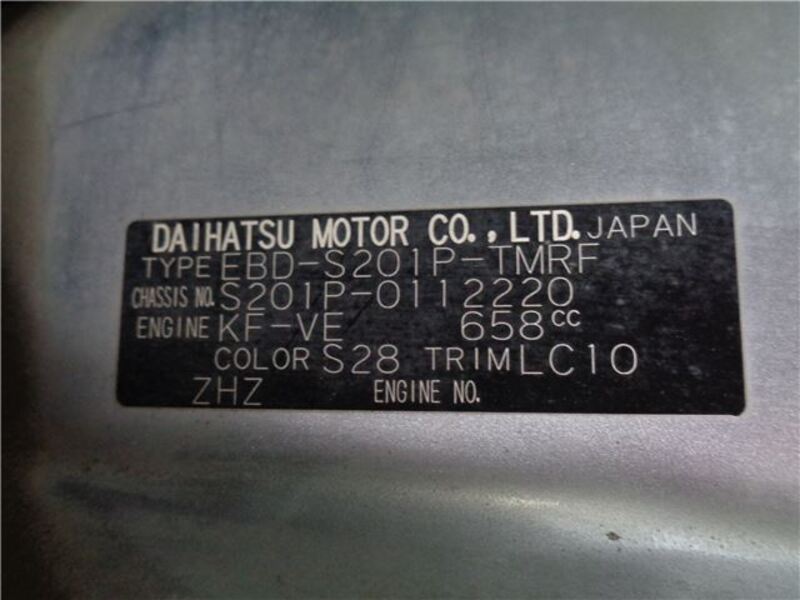 DAIHATSU MOTOR CO., LTD. JAPAN
TYPE EBD-S201P-TMRF
CHASSIS NO. S201P-0112220
ENGINE KF-VE 658cc
COLOR S28 TRIM LC10
ZHZ ENGINE NO.